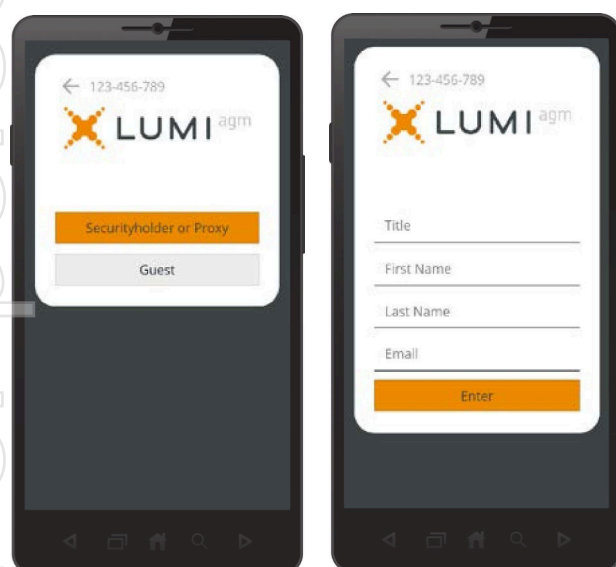 ← 123-456-789
LUMI agm
Securityholder or Proxy
Guest
← 123-456-789
LUMI agm
Title
First Name
Last Name
Email
Enter